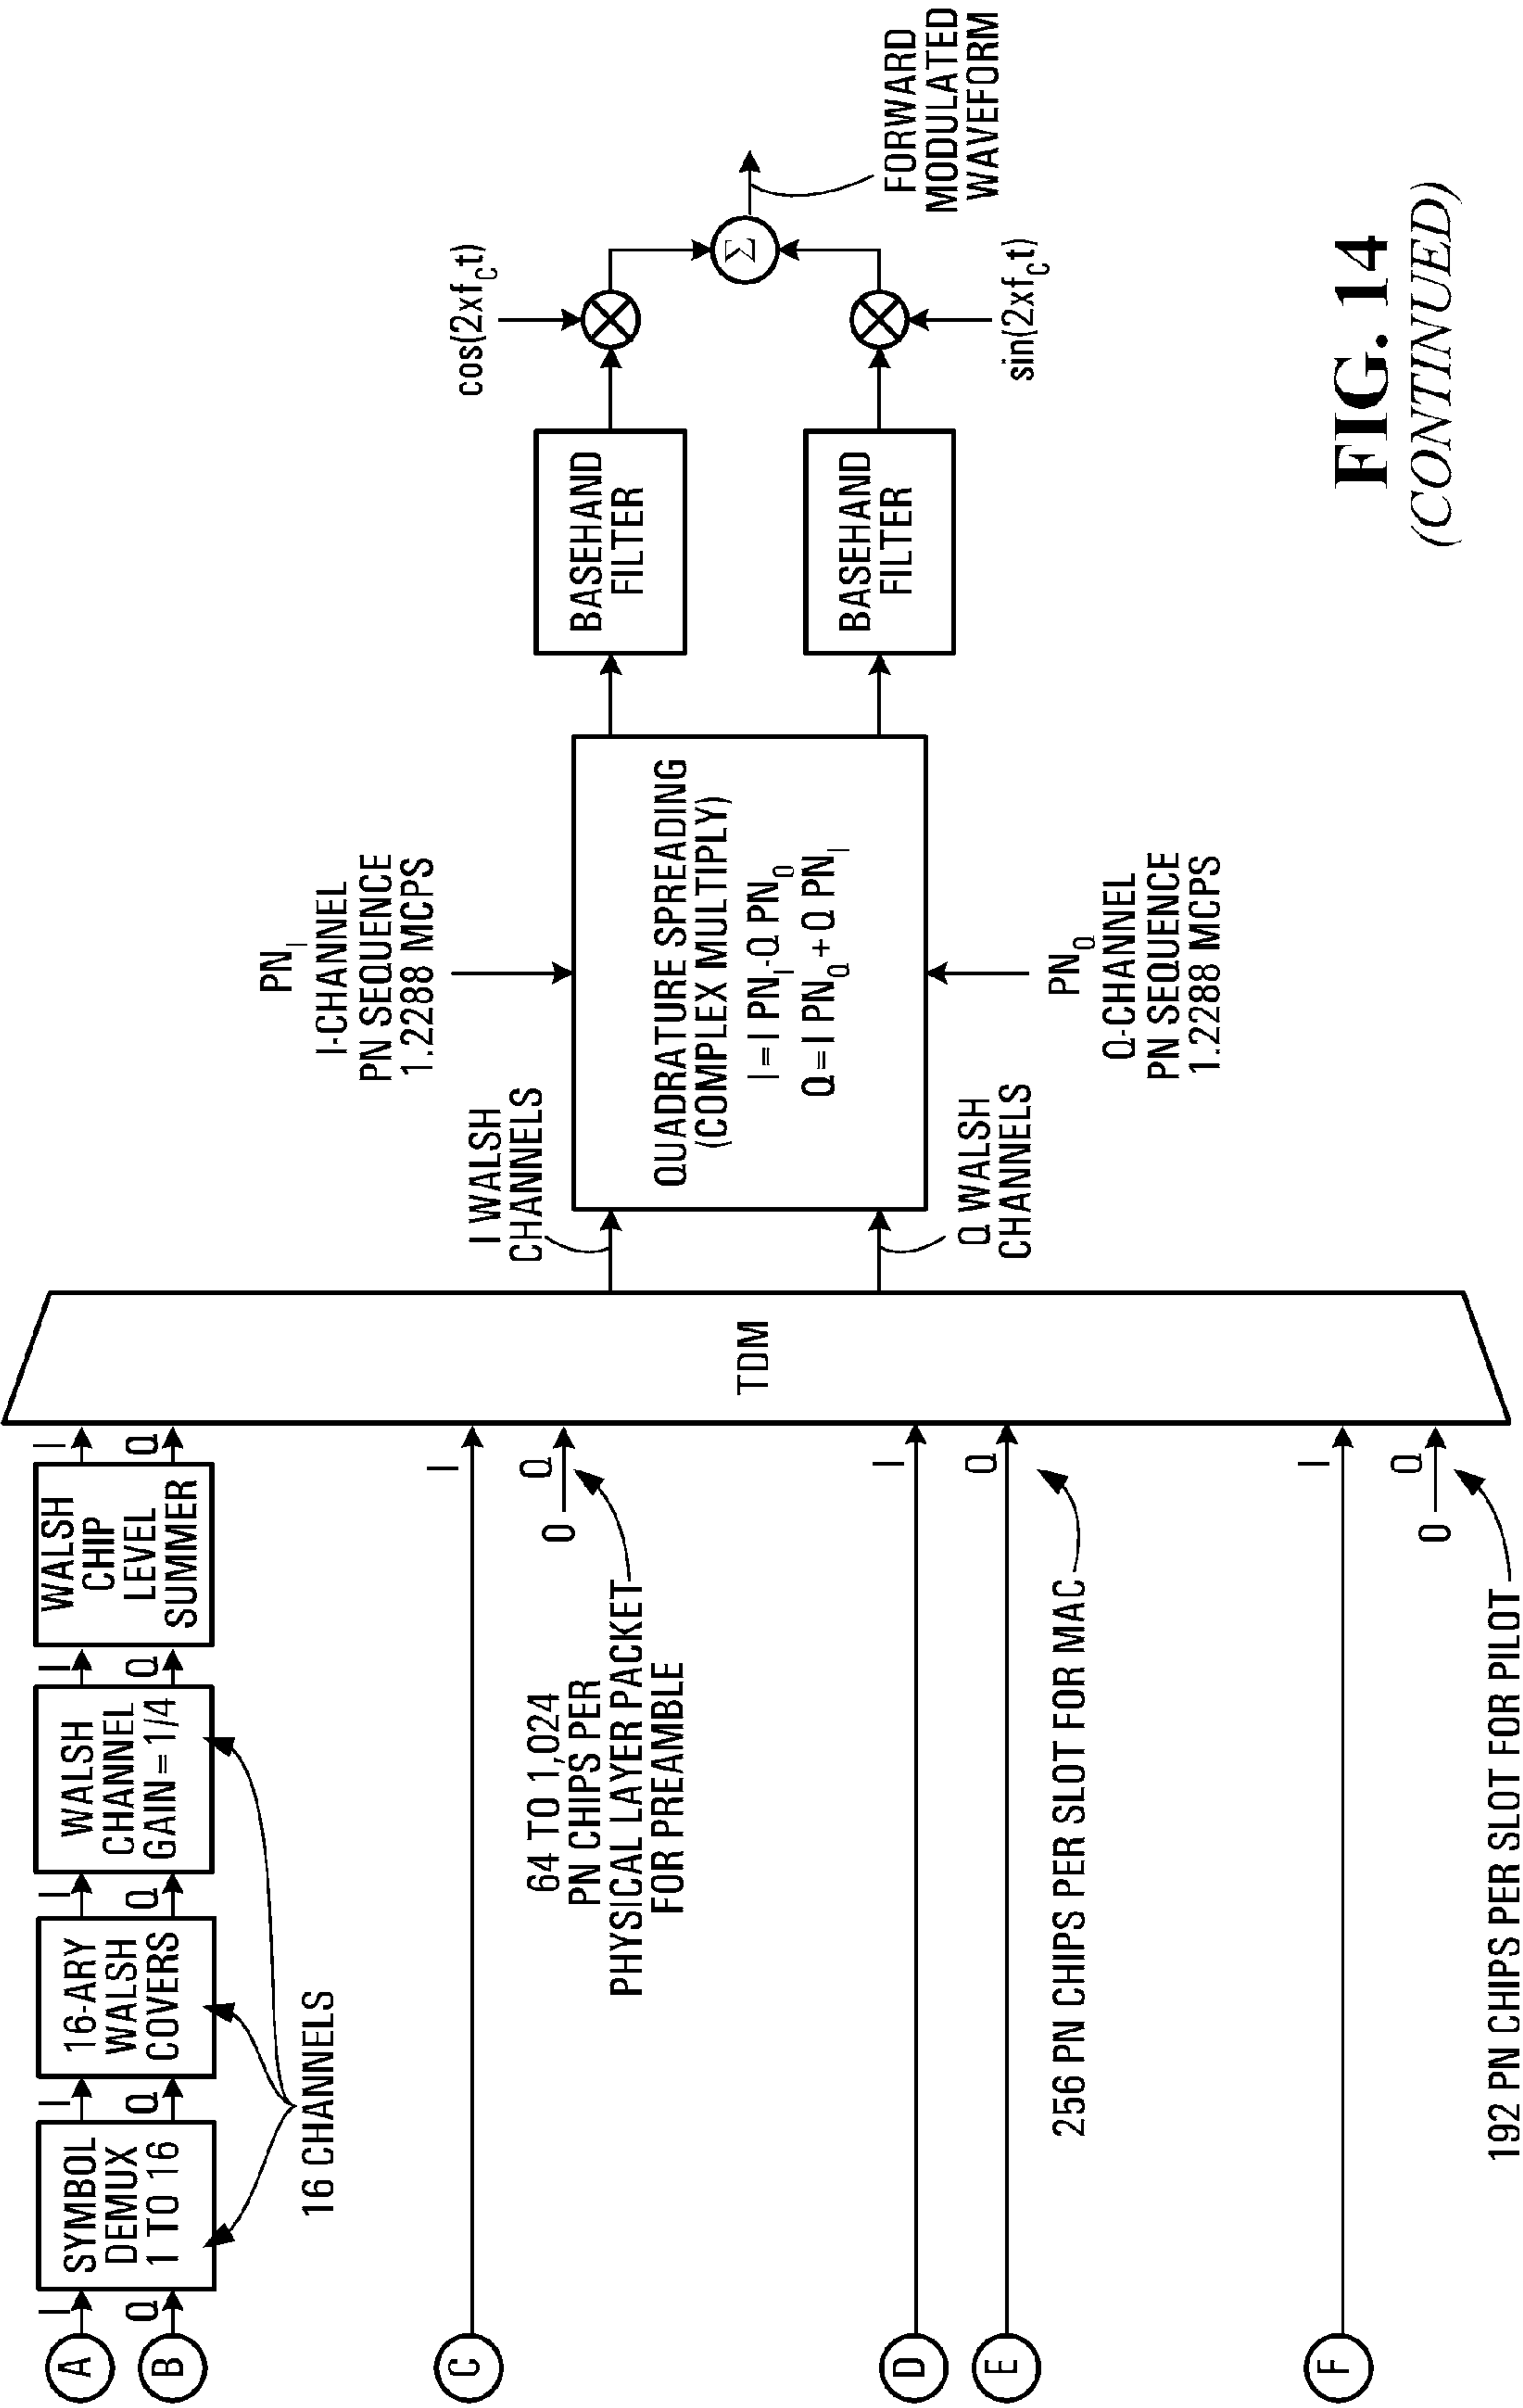 A
I
B
Q
SYMBOL
DEMUX
1 TO 16
I
Q
16-ARY
WALSH
COVERS
I
Q
WALSH
CHANNEL
GAIN = 1/4
I
Q
WALSH
CHIP
LEVEL
SUMMER
I
Q
16 CHANNELS
C
I
0
Q
64 TO 1,024
PN CHIPS PER
PHYSICAL LAYER PACKET
FOR PREAMBLE
D
I
E
Q
256 PN CHIPS PER SLOT FOR MAC
F
I
0
Q
192 PN CHIPS PER SLOT FOR PILOT
TDM
I WALSH
CHANNELS
Q WALSH
CHANNELS
PN_I
I-CHANNEL
PN SEQUENCE
1.2288 MCPS
QUADRATURE SPREADING
(COMPLEX MULTIPLY)
I = I PN_I - Q PN_Q
Q = I PN_Q + Q PN_I
PN_Q
Q-CHANNEL
PN SEQUENCE
1.2288 MCPS
BASEHAND
FILTER
BASEHAND
FILTER
cos(2xf_Ct)
sin(2xf_Ct)
Σ
FORWARD
MODULATED
WAVEFORM
FIG. 14
(CONTINUED)